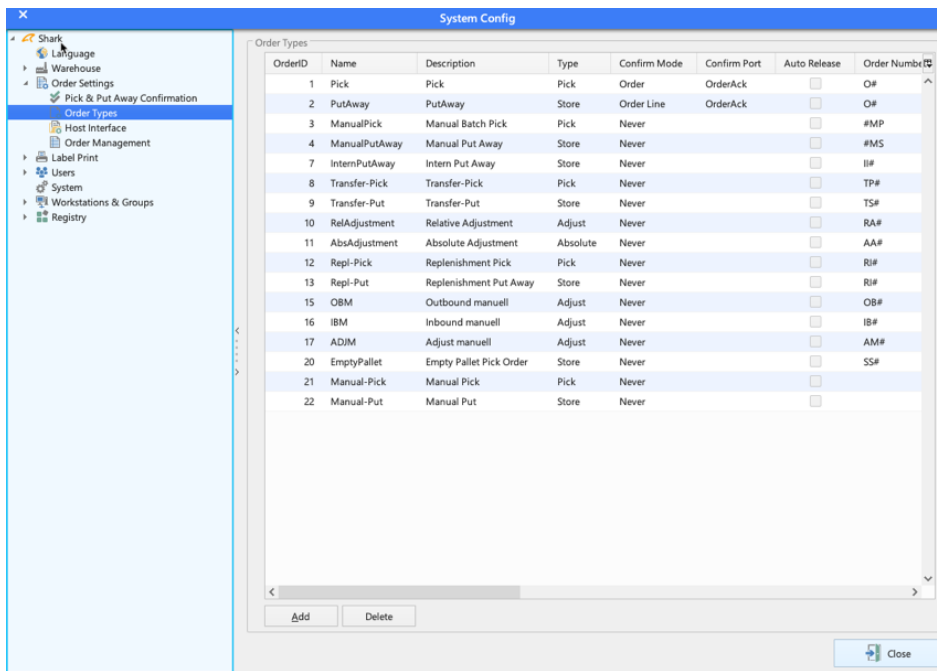 System Config
Shark
Language
Warehouse
Order Settings
Pick & Put Away Confirmation
Order Types
Host Interface
Order Management
Label Print
Users
System
Workstations & Groups
Registry
Order Types
OrderID Name Description Type Confirm Mode Confirm Port Auto Release Order Numbe
1 Pick Pick Pick Order OrderAck O#
2 PutAway PutAway Store Order Line OrderAck O#
3 ManualPick Manual Batch Pick Pick Never #MP
4 ManualPutAway Manual Put Away Store Never #MS
7 InternPutAway Intern Put Away Store Never II#
8 Transfer-Pick Transfer-Pick Pick Never TP#
9 Transfer-Put Transfer-Put Store Never TS#
10 RelAdjustment Relative Adjustment Adjust Never RA#
11 AbsAdjustment Absolute Adjustment Absolute Never AA#
12 Repl-Pick Replenishment Pick Pick Never RI#
13 Repl-Put Replenishment Put Away Store Never RI#
15 OBM Outbound manuell Adjust Never OB#
16 IBM Inbound manuell Adjust Never IB#
17 ADJM Adjust manuell Adjust Never AM#
20 EmptyPallet Empty Pallet Pick Order Store Never SS#
21 Manual-Pick Manual Pick Pick Never
22 Manual-Put Manual Put Store Never
Add Delete
Close